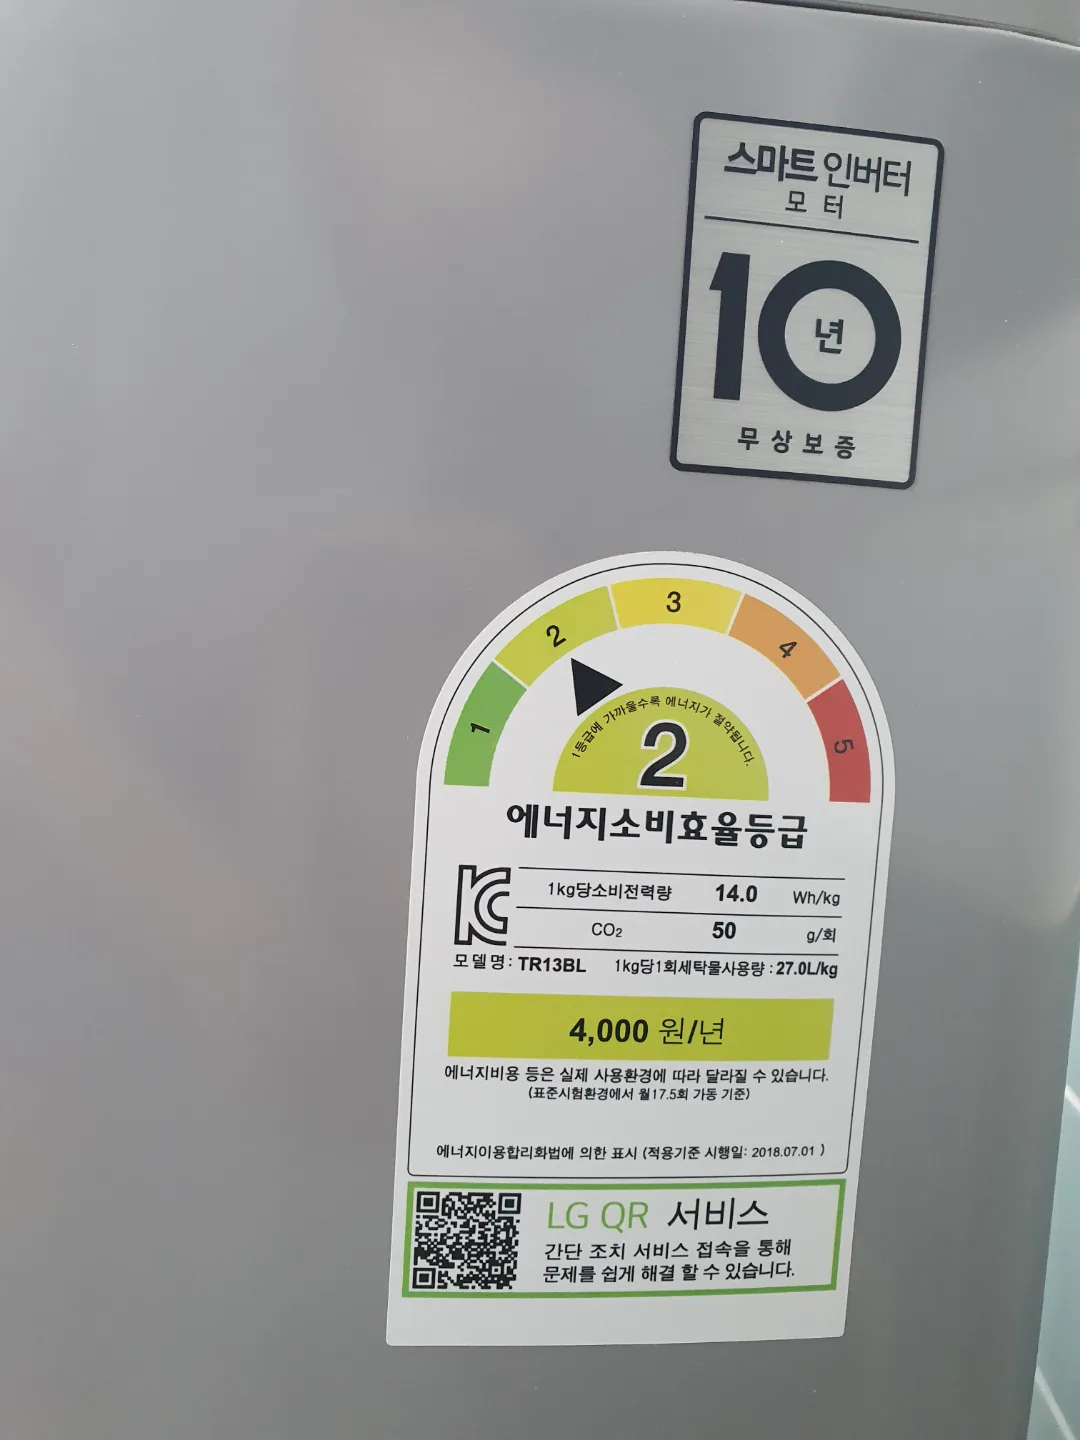 스마트 인버터
모터
10년
무상보증
1
2
3
4
5
1등급에 가까울수록 에너지가 절약됩니다.
2
에너지소비효율등급
1kg당소비전력량 14.0 Wh/kg
CO₂ 50 g/회
모델명: TR13BL 1kg당1회세탁물사용량 : 27.0L/kg
4,000 원/년
에너지비용 등은 실제 사용환경에 따라 달라질 수 있습니다.
(표준시험환경에서 월17.5회 가동 기준)
에너지이용합리화법에 의한 표시 (적용기준 시행일: 2018.07.01 )
LG QR 서비스
간단 조치 서비스 접속을 통해
문제를 쉽게 해결 할 수 있습니다.